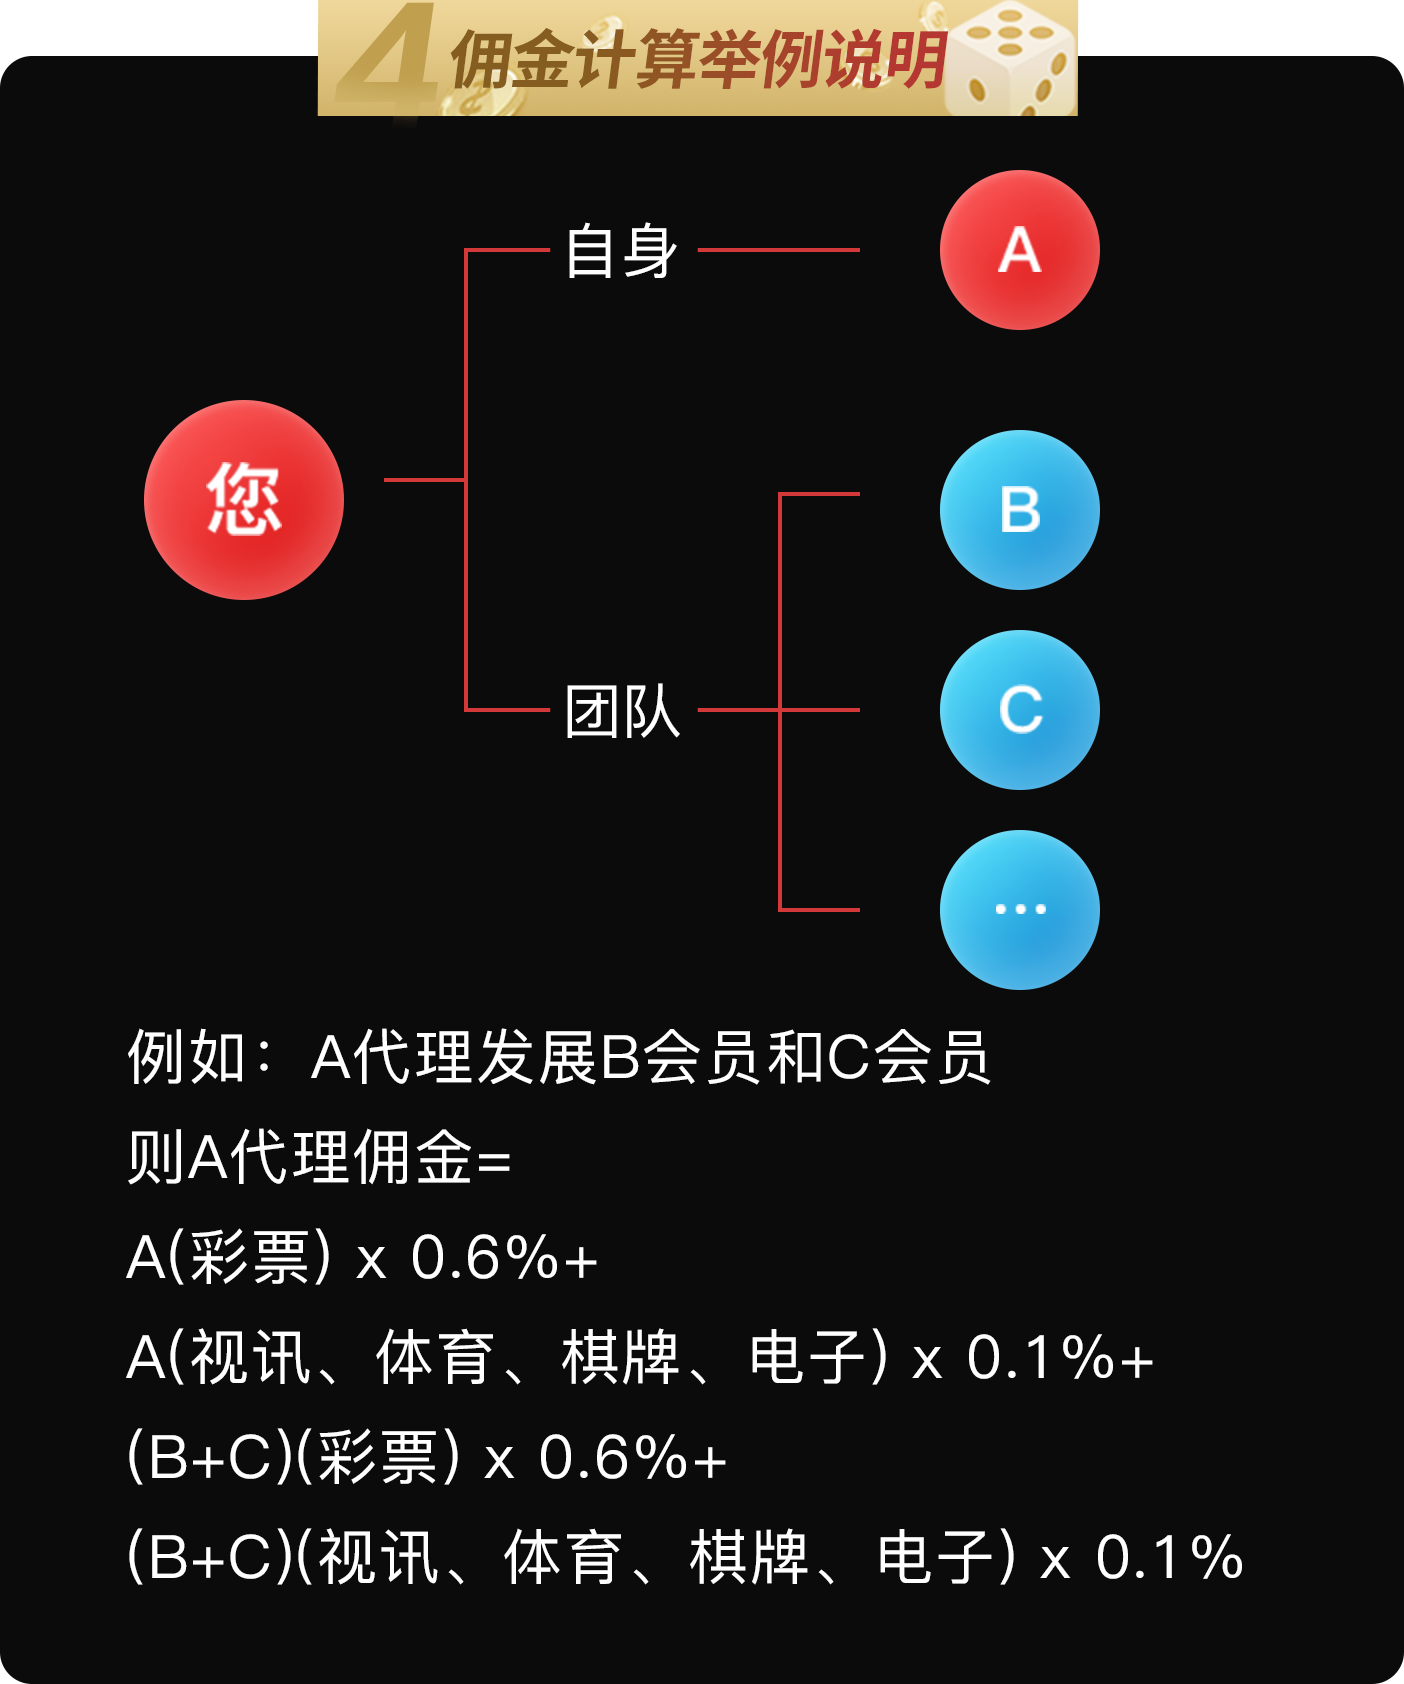 4 佣金计算举例说明
自身
A
您
B
团队
C
...
例如：A代理发展B会员和C会员
则A代理佣金=
A(彩票) x 0.6%+
A(视讯、体育、棋牌、电子) x 0.1%+
(B+C)(彩票) x 0.6%+
(B+C)(视讯、体育、棋牌、电子) x 0.1%